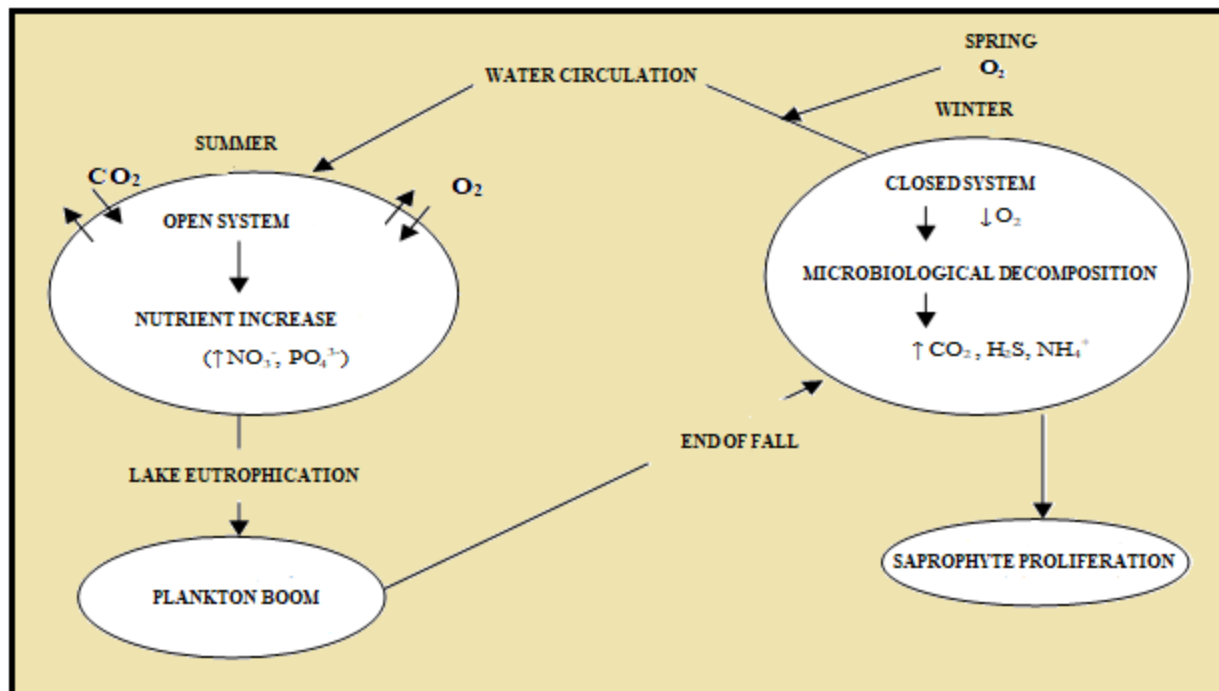 SPRING
O₂
WATER CIRCULATION
WINTER
SUMMER
CO₂
O₂
OPEN SYSTEM
NUTRIENT INCREASE
(↑NO₃⁻, PO₄³⁻)
CLOSED SYSTEM
↓O₂
MICROBIOLOGICAL DECOMPOSITION
↑CO₂, H₂S, NH₄⁺
END OF FALL
LAKE EUTROPHICATION
PLANKTON BOOM
SAPROPHYTE PROLIFERATION